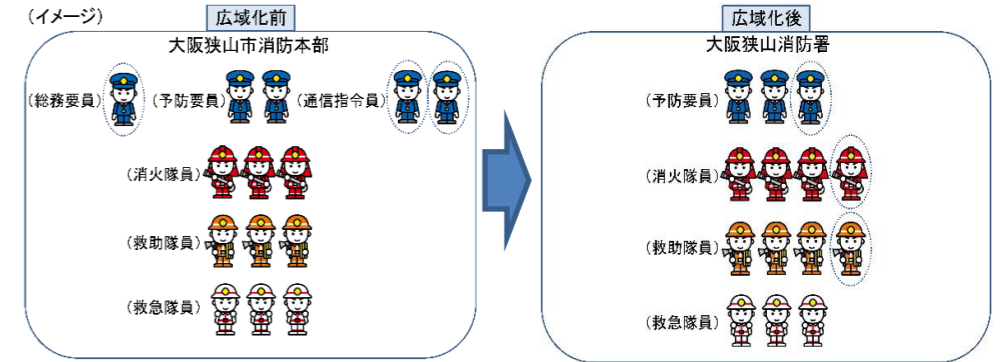 (イメージ)
広域化前
大阪狭山市消防本部
(総務要員)
(予防要員)
(通信指令員)
(消火隊員)
(救助隊員)
(救急隊員)
広域化後
大阪狭山消防署
(予防要員)
(消火隊員)
(救助隊員)
(救急隊員)